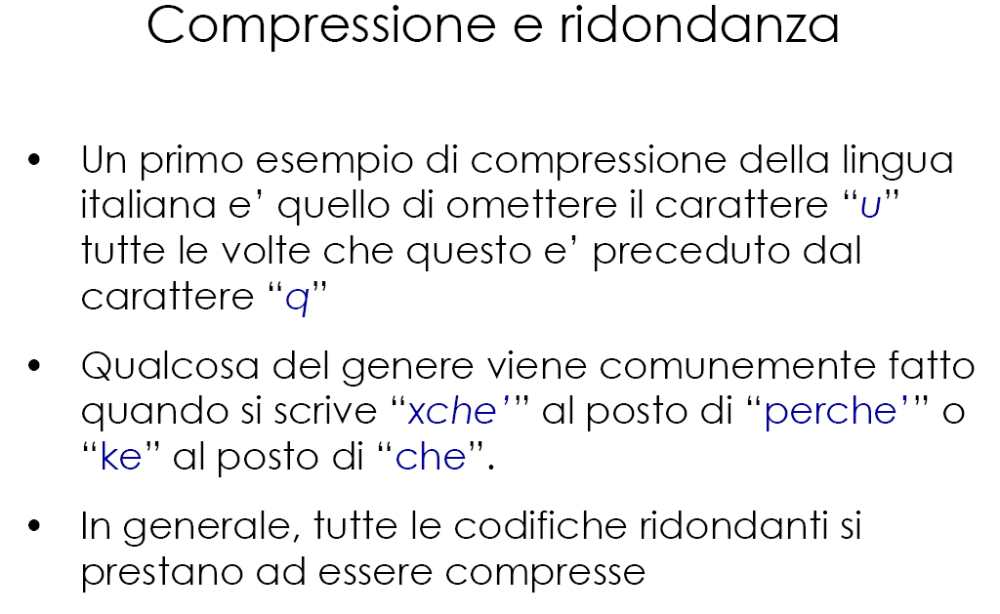 Compressione e ridondanza
• Un primo esempio di compressione della lingua
italiana e’ quello di omettere il carattere “u”
tutte le volte che questo e’ preceduto dal
carattere “q”
• Qualcosa del genere viene comunemente fatto
quando si scrive “xche’” al posto di “perche’” o
“ke” al posto di “che”.
• In generale, tutte le codifiche ridondanti si
prestano ad essere compresse